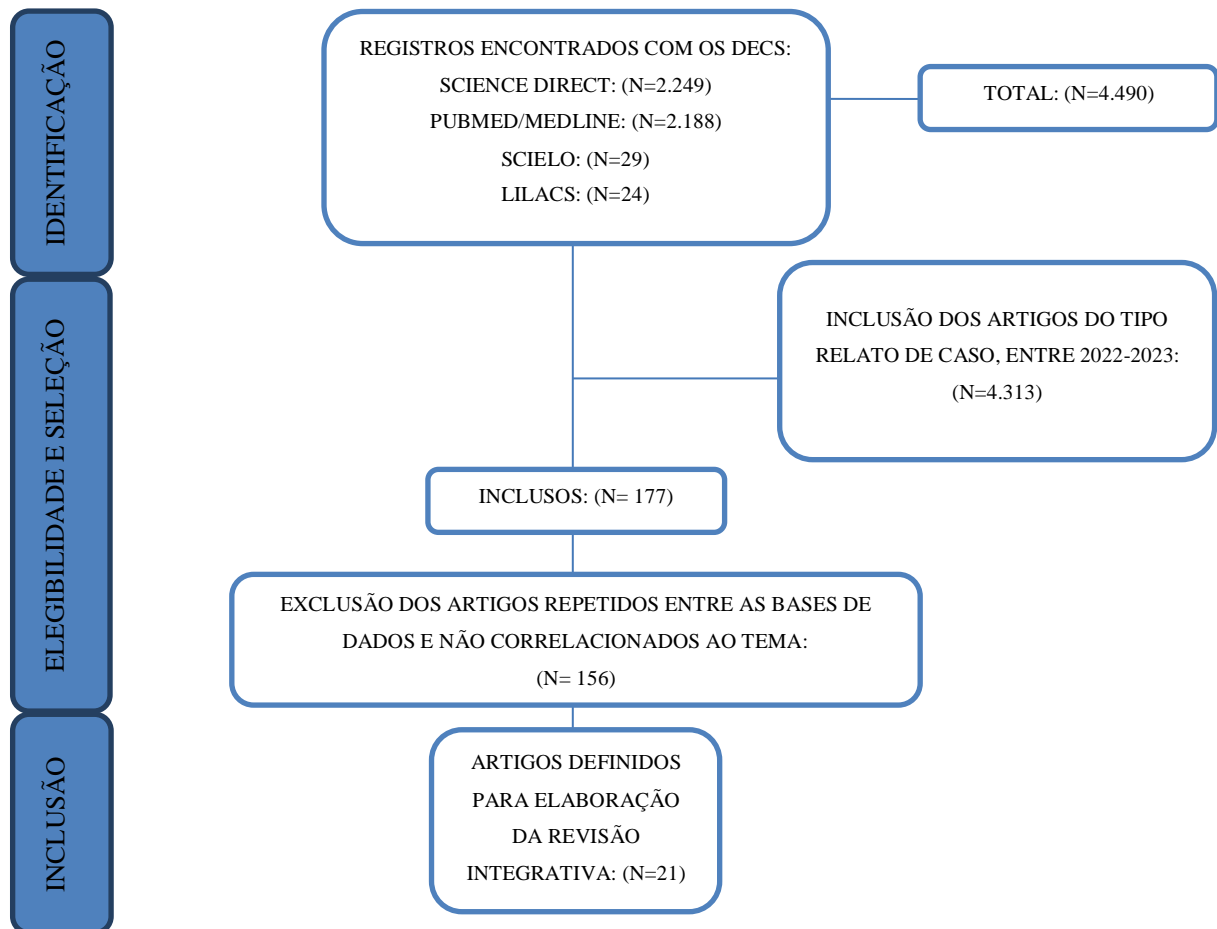 IDENTIFICAÇÃO
REGISTROS ENCONTRADOS COM OS DECS:
SCIENCE DIRECT: (N=2.249)
PUBMED/MEDLINE: (N=2.188)
SCIELO: (N=29)
LILACS: (N=24)
TOTAL: (N=4.490)
ELEGIBILIDADE E SELEÇÃO
INCLUSÃO DOS ARTIGOS DO TIPO
RELATO DE CASO, ENTRE 2022-2023:
(N=4.313)
INCLUSOS: (N= 177)
EXCLUSÃO DOS ARTIGOS REPETIDOS ENTRE AS BASES DE
DADOS E NÃO CORRELACIONADOS AO TEMA:
(N= 156)
INCLUSÃO
ARTIGOS DEFINIDOS
PARA ELABORAÇÃO
DA REVISÃO
INTEGRATIVA: (N=21)